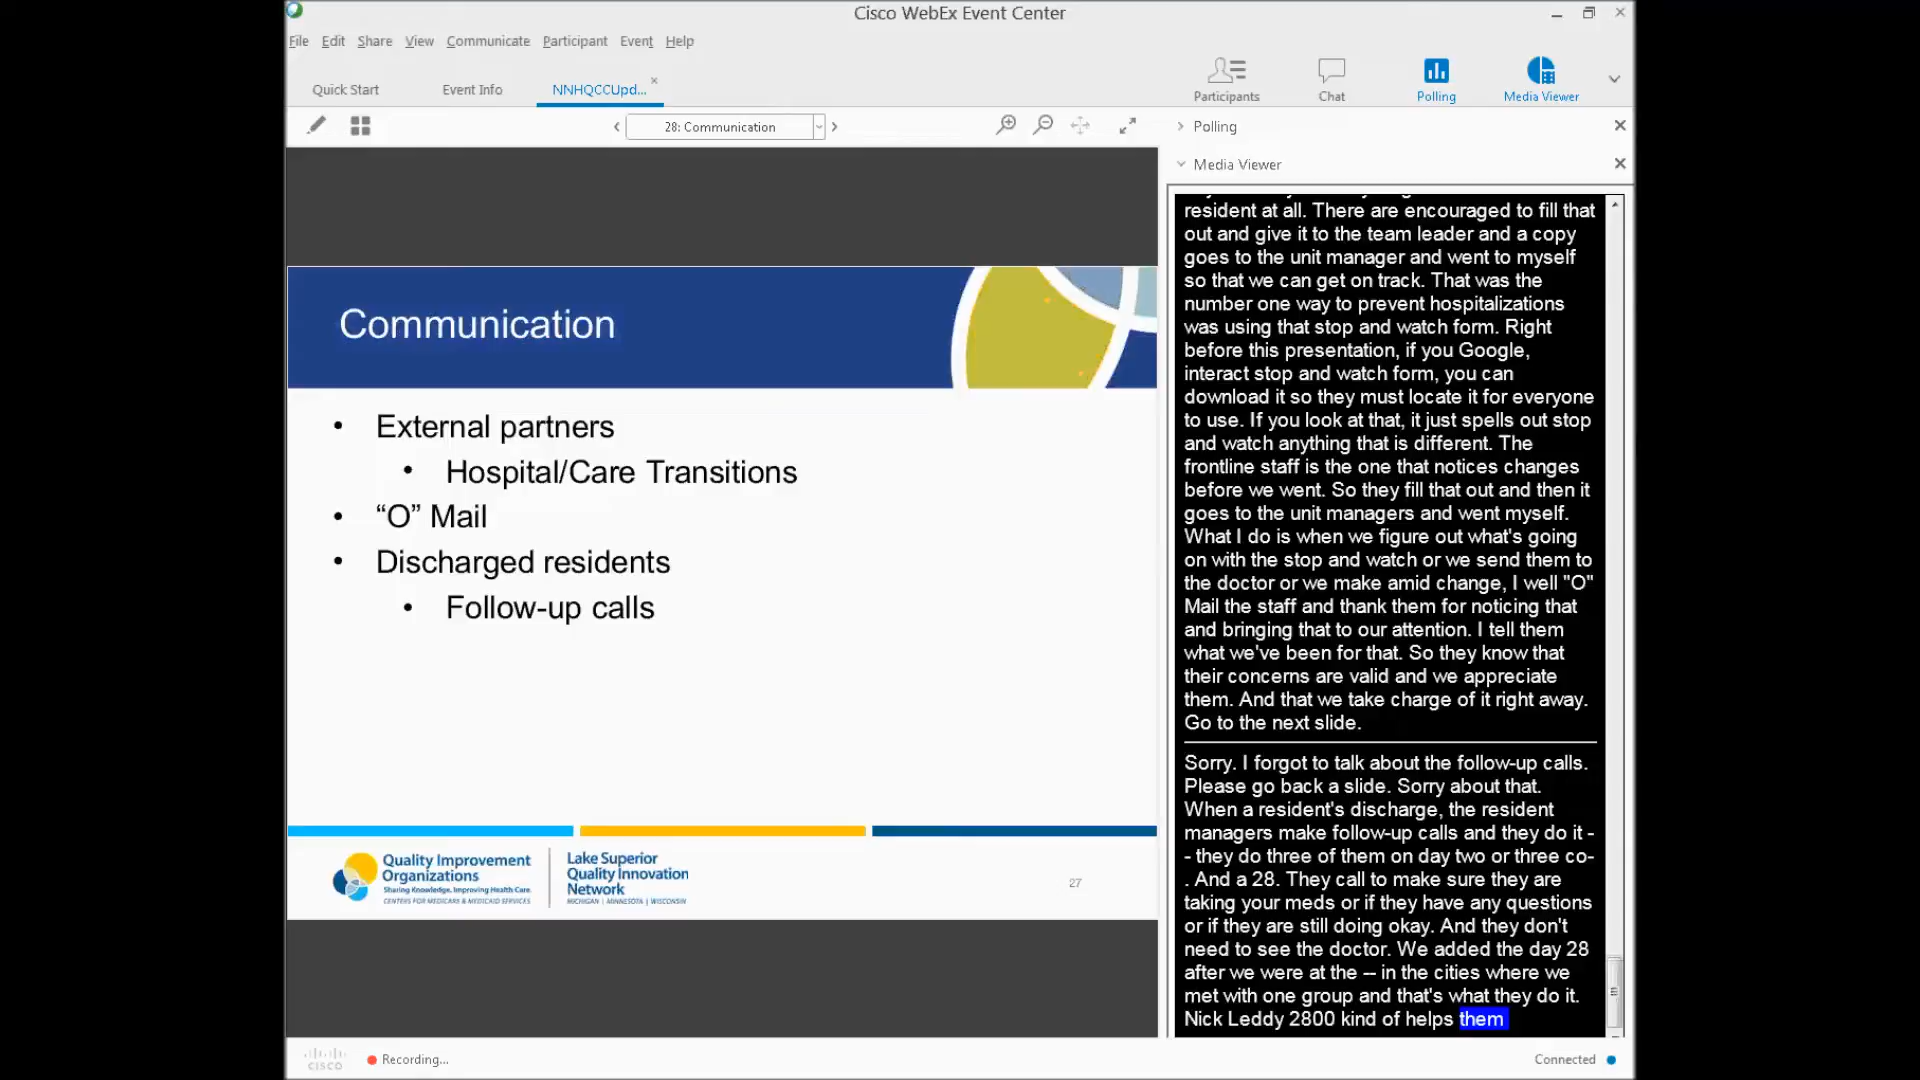 Cisco WebEx Event Center
File Edit Share View Communicate Participant Event Help
Quick Start Event Info NNHQCCUpd...
Participants Chat Polling Media Viewer
28: Communication
Polling
Media Viewer
Communication
• External partners
• Hospital/Care Transitions
• “O” Mail
• Discharged residents
• Follow-up calls
Quality Improvement
Organizations
Sharing Knowledge. Improving Health Care.
CENTERS FOR MEDICARE & MEDICAID SERVICES
Lake Superior
Quality Innovation
Network
MICHIGAN | MINNESOTA | WISCONSIN
27
resident at all. There are encouraged to fill that
out and give it to the team leader and a copy
goes to the unit manager and went to myself
so that we can get on track. That was the
number one way to prevent hospitalizations
was using that stop and watch form. Right
before this presentation, if you Google,
interact stop and watch form, you can
download it so they must locate it for everyone
to use. If you look at that, it just spells out stop
and watch anything that is different. The
frontline staff is the one that notices changes
before we went. So they fill that out and then it
goes to the unit managers and went myself.
What I do is when we figure out what's going
on with the stop and watch or we send them to
the doctor or we make amid change, I well "O"
Mail the staff and thank them for noticing that
and bringing that to our attention. I tell them
what we've been for that. So they know that
their concerns are valid and we appreciate
them. And that we take charge of it right away.
Go to the next slide.
Sorry. I forgot to talk about the follow-up calls.
Please go back a slide. Sorry about that.
When a resident's discharge, the resident
managers make follow-up calls and they do it -
- they do three of them on day two or three co-
. And a 28. They call to make sure they are
taking your meds or if they have any questions
or if they are still doing okay. And they don't
need to see the doctor. We added the day 28
after we were at the -- in the cities where we
met with one group and that's what they do it.
Nick Leddy 2800 kind of helps them
CISCO
Recording...
Connected